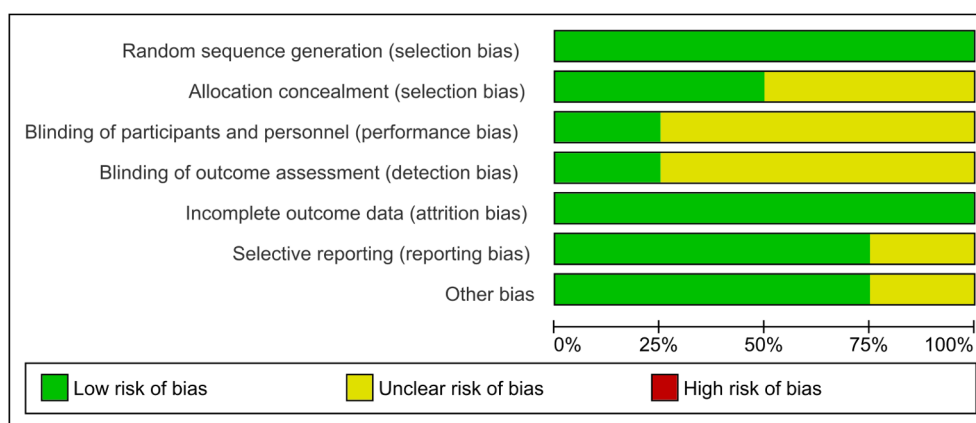 Random sequence generation (selection bias)
Allocation concealment (selection bias)
Blinding of participants and personnel (performance bias)
Blinding of outcome assessment (detection bias)
Incomplete outcome data (attrition bias)
Selective reporting (reporting bias)
Other bias
0% 25% 50% 75% 100%
Low risk of bias Unclear risk of bias High risk of bias